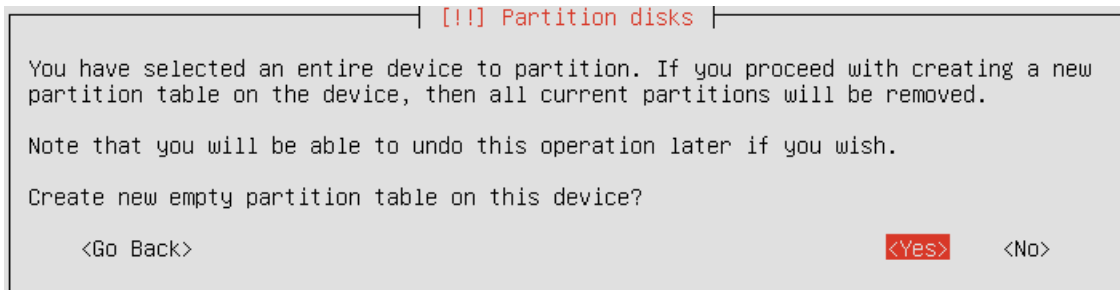 [!!] Partition disks
You have selected an entire device to partition. If you proceed with creating a new
partition table on the device, then all current partitions will be removed.
Note that you will be able to undo this operation later if you wish.
Create new empty partition table on this device?
<Go Back> <Yes> <No>